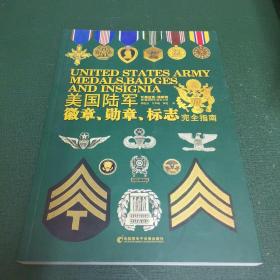 UNITED STATES ARMY
MEDALS,BADGES
AND INSIGNIA
美国陆军
徽章、勋章、标志
完全指南